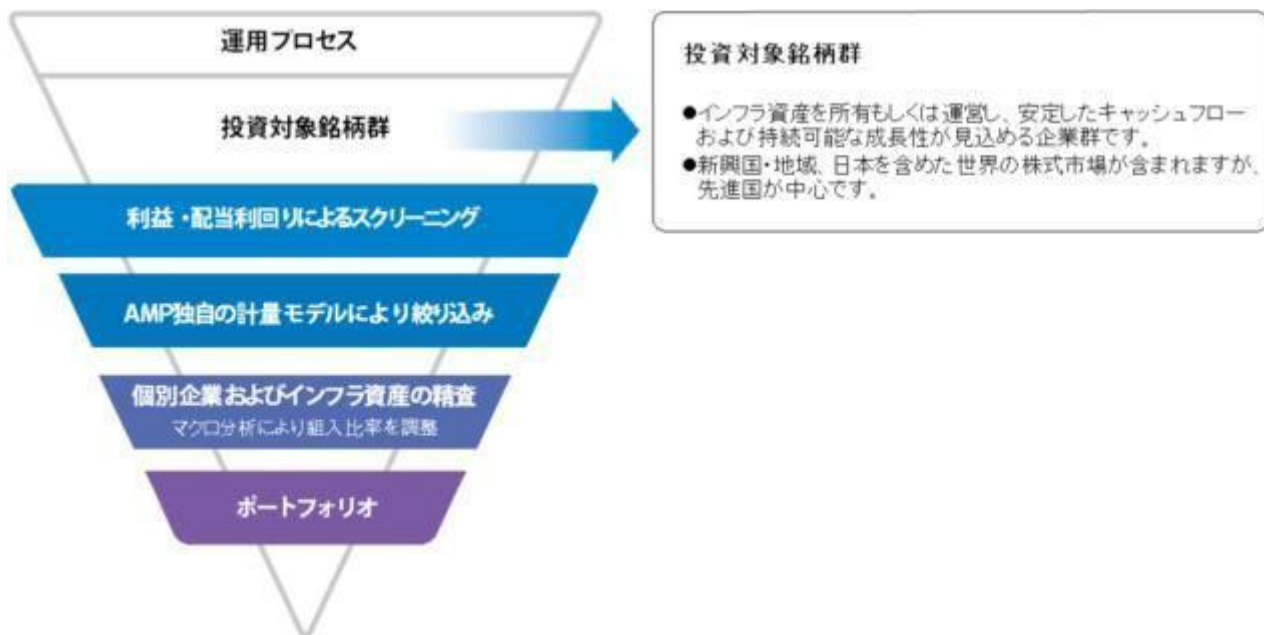 運用プロセス
投資対象銘柄群
利益・配当利回りによるスクリーニング
AMP独自の計量モデルにより絞り込み
個別企業およびインフラ資産の精査
マクロ分析により組入比率を調整
ポートフォリオ
投資対象銘柄群
●インフラ資産を所有もしくは運営し、安定したキャッシュフロー
および持続可能な成長性が見込める企業群です。
●新興国・地域、日本を含めた世界の株式市場が含まれますが、
先進国が中心です。